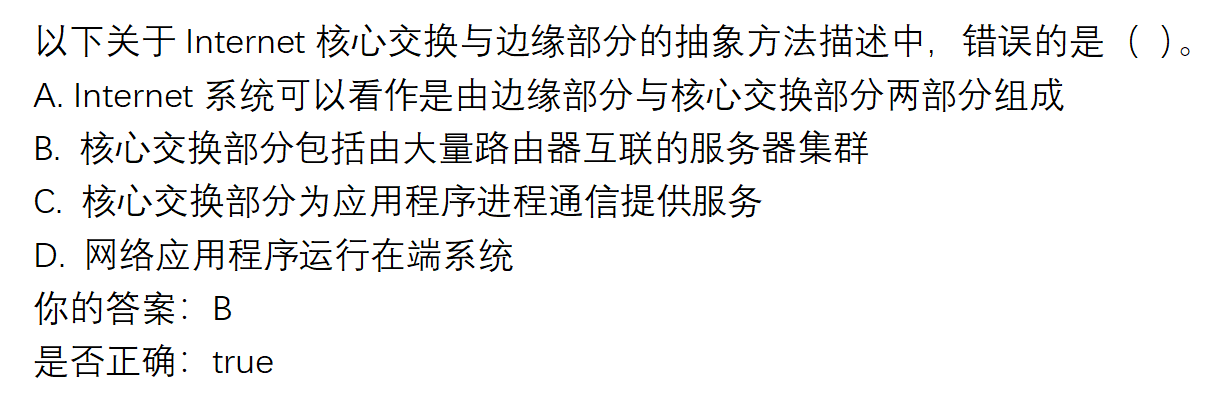 以下关于 Internet 核心交换与边缘部分的抽象方法描述中，错误的是（ ）。
A. Internet 系统可以看作是由边缘部分与核心交换部分两部分组成
B. 核心交换部分包括由大量路由器互联的服务器集群
C. 核心交换部分为应用程序进程通信提供服务
D. 网络应用程序运行在端系统
你的答案：B
是否正确：true